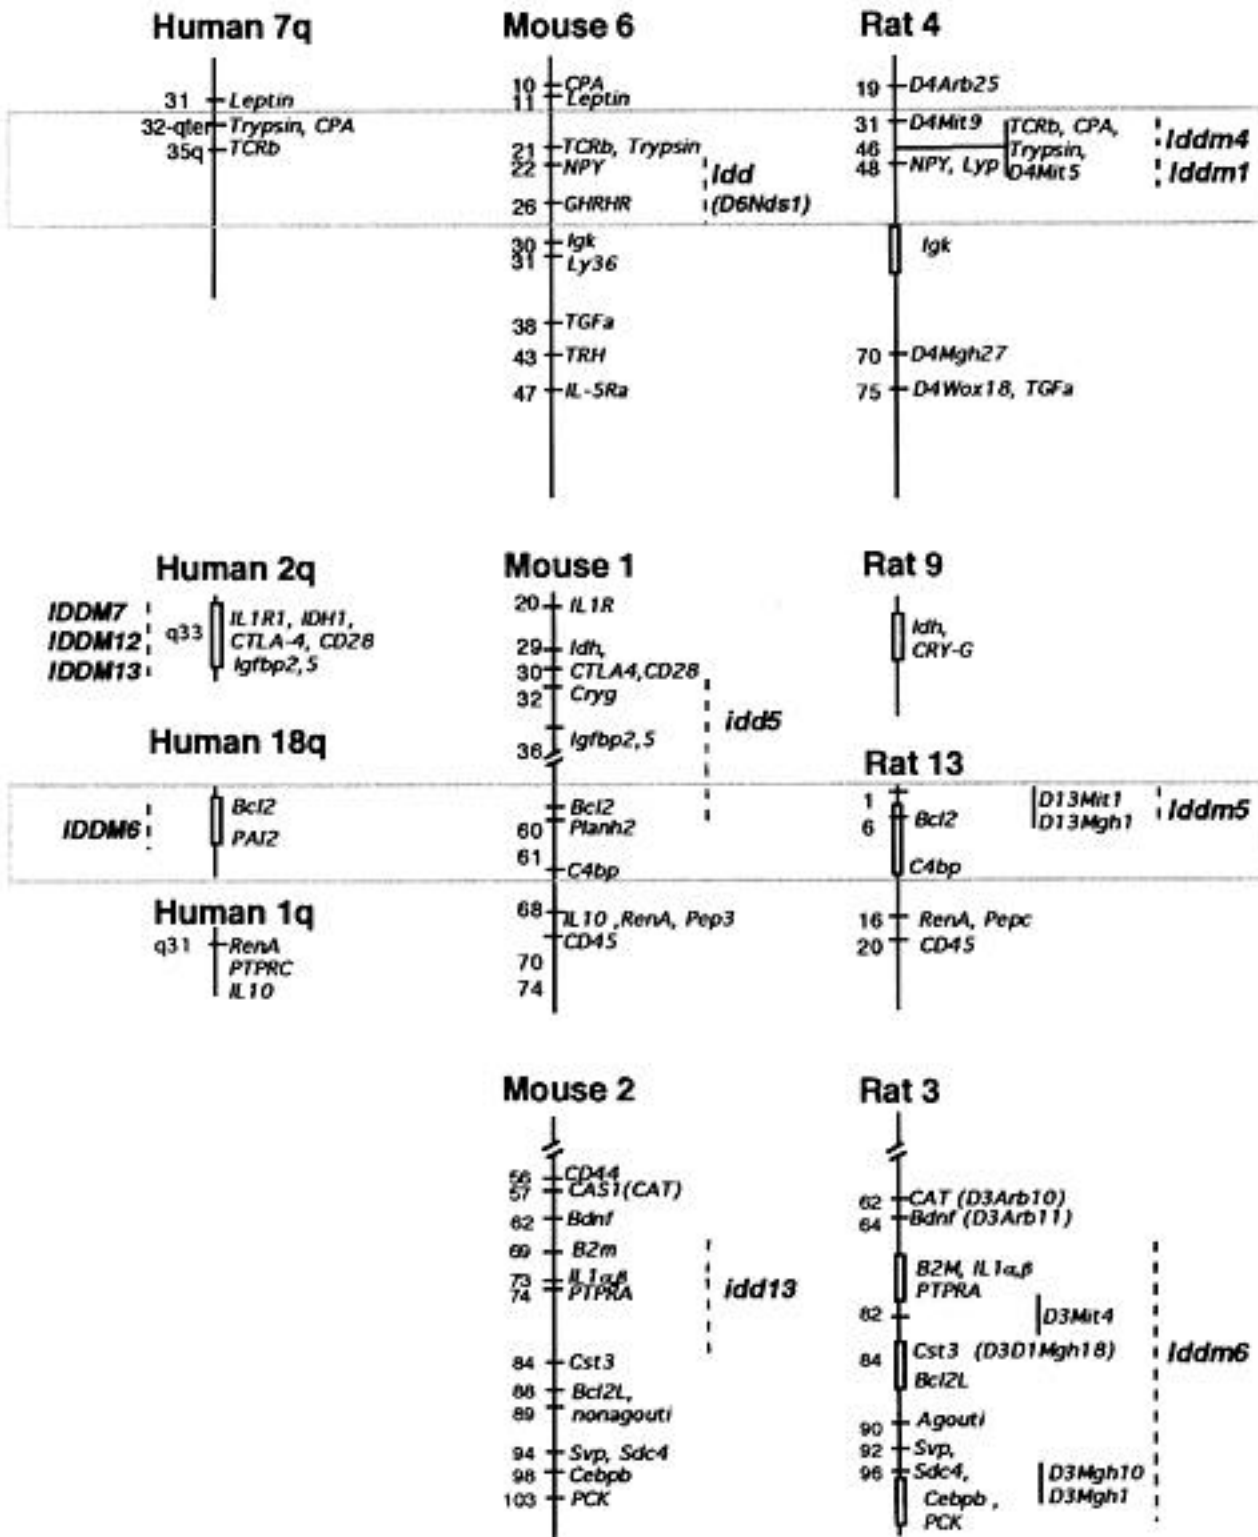 Human 7q
31 Leptin
32-qter Trypsin, CPA
35q TCRb
Mouse 6
10 CPA
11 Leptin
21 TCRb, Trypsin
22 NPY
26 GHRHR
Idd
(D6Nds1)
30 Igk
31 Ly36
38 TGFa
43 TRH
47 IL-5Ra
Rat 4
19 D4Arb25
31 D4Mit9
46
48 NPY, Lyp
TCRb, CPA,
Trypsin,
D4Mit5
Iddm4
Iddm1
Igk
70 D4Mgh27
75 D4Wox18, TGFa
Human 2q
IDDM7
IDDM12
IDDM13
q33
IL1R1, IDH1,
CTLA-4, CD28
Igfbp2,5
Mouse 1
20 IL1R
29 Idh,
30 CTLA4,CD28
32 Cryg
36 Igfbp2,5
idd5
Bcl2
60 Planh2
61
C4bp
68 IL10 ,RenA, Pep3
CD45
70
74
Rat 9
Idh,
CRY-G
Human 18q
IDDM6
Bcl2
PAI2
Rat 13
1
6 Bcl2
C4bp
D13Mit1
D13Mgh1
Iddm5
16 RenA, Pepc
20 CD45
Human 1q
q31 RenA
PTPRC
IL10
Mouse 2
56 CD44
57 CAS1(CAT)
62 Bdnf
69 B2m
73 IL1α,β
74 PTPRA
idd13
84 Cst3
88 Bcl2L,
89 nonagouti
94 Svp, Sdc4
98 Cebpb
103 PCK
Rat 3
62 CAT (D3Arb10)
64 Bdnf (D3Arb11)
B2M, IL1α,β
PTPRA
82
D3Mit4
84 Cst3 (D3D1Mgh18)
Bcl2L
Iddm6
90 Agouti
92 Svp,
96 Sdc4,
Cebpb ,
PCK
D3Mgh10
D3Mgh1